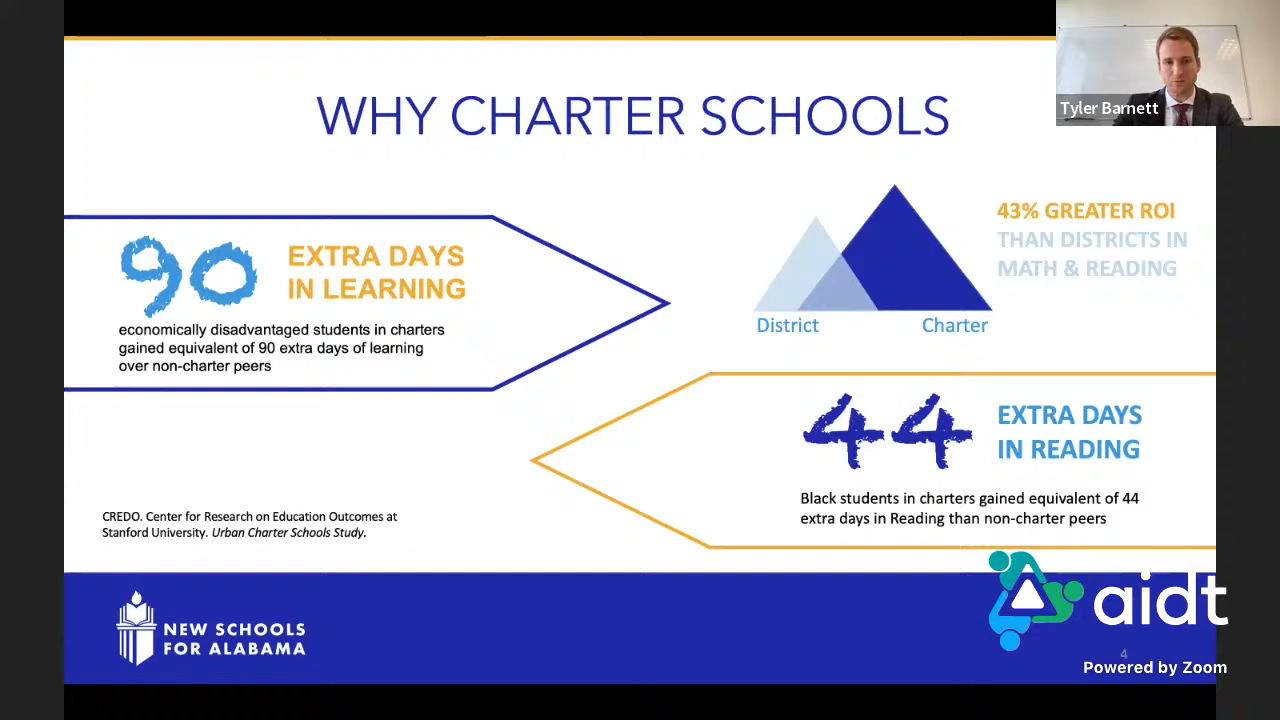 Tyler Barnett
WHY CHARTER SCHOOLS
90
EXTRA DAYS
IN LEARNING
economically disadvantaged students in charters
gained equivalent of 90 extra days of learning
over non-charter peers
43% GREATER ROI
THAN DISTRICTS IN
MATH & READING
District
Charter
44
EXTRA DAYS
IN READING
Black students in charters gained equivalent of 44
extra days in Reading than non-charter peers
CREDO. Center for Research on Education Outcomes at
Stanford University. Urban Charter Schools Study.
NEW SCHOOLS
FOR ALABAMA
aidt
4
Powered by Zoom